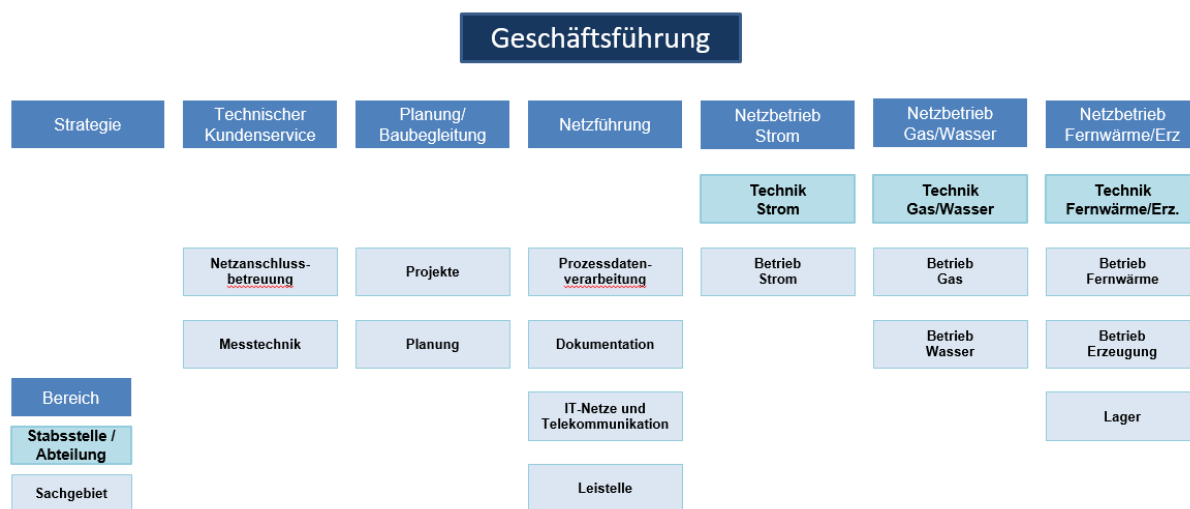 Geschäftsführung
Strategie
Technischer
Kundenservice
Planung/
Baubegleitung
Netzführung
Netzbetrieb
Strom
Netzbetrieb
Gas/Wasser
Netzbetrieb
Fernwärme/Erz
Technik
Strom
Technik
Gas/Wasser
Technik
Fernwärme/Erz.
Netzanschluss-
betreuung
Projekte
Prozessdaten-
verarbeitung
Betrieb
Strom
Betrieb
Gas
Betrieb
Fernwärme
Messtechnik
Planung
Dokumentation
Betrieb
Wasser
Betrieb
Erzeugung
Bereich
IT-Netze und
Telekommunikation
Lager
Stabsstelle /
Abteilung
Sachgebiet
Leistelle